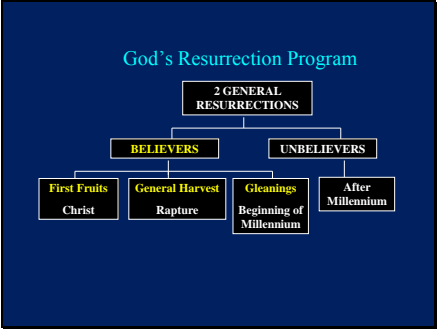 God's Resurrection Program
2 GENERAL
RESURRECTIONS
BELIEVERS
UNBELIEVERS
First Fruits
Christ
General Harvest
Rapture
Gleanings
Beginning of
Millennium
After
Millennium